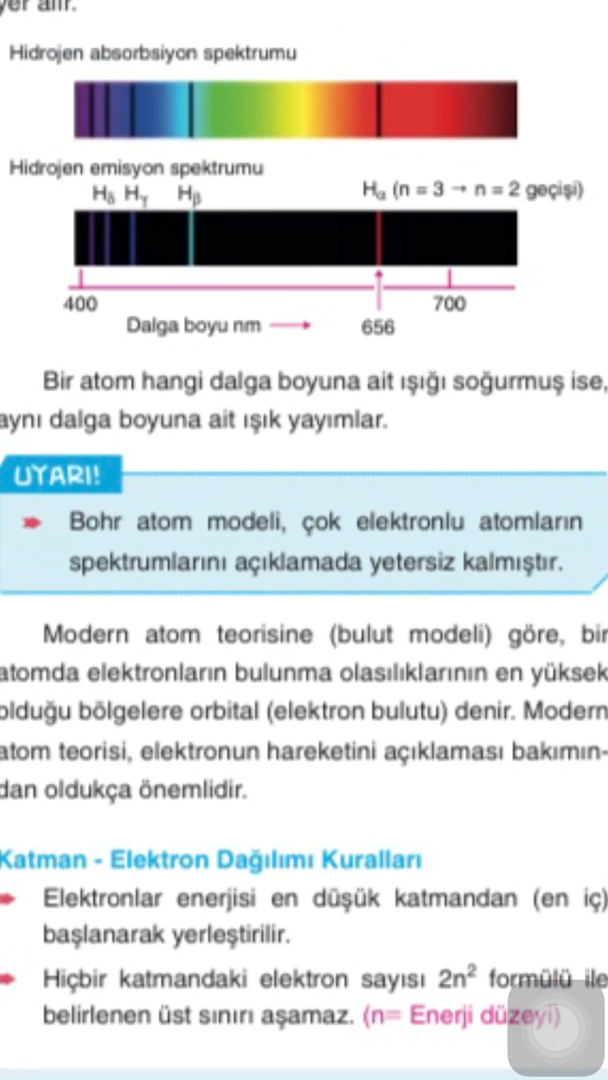 yer alır.
Hidrojen absorbsiyon spektrumu
Hidrojen emisyon spektrumu
Hδ Hγ Hβ Hα (n = 3 → n = 2 geçişi)
400 700
Dalga boyu nm → 656
Bir atom hangi dalga boyuna ait ışığı soğurmuş ise,
aynı dalga boyuna ait ışık yayımlar.
UYARI!
Bohr atom modeli, çok elektronlu atomların
spektrumlarını açıklamada yetersiz kalmıştır.
Modern atom teorisine (bulut modeli) göre, bir
atomda elektronların bulunma olasılıklarının en yüksek
olduğu bölgelere orbital (elektron bulutu) denir. Modern
atom teorisi, elektronun hareketini açıklaması bakımın-
dan oldukça önemlidir.
Katman - Elektron Dağılımı Kuralları
Elektronlar enerjisi en düşük katmandan (en iç)
başlanarak yerleştirilir.
Hiçbir katmandaki elektron sayısı 2n² formülü ile
belirlenen üst sınırı aşamaz. (n= Enerji düzeyi)